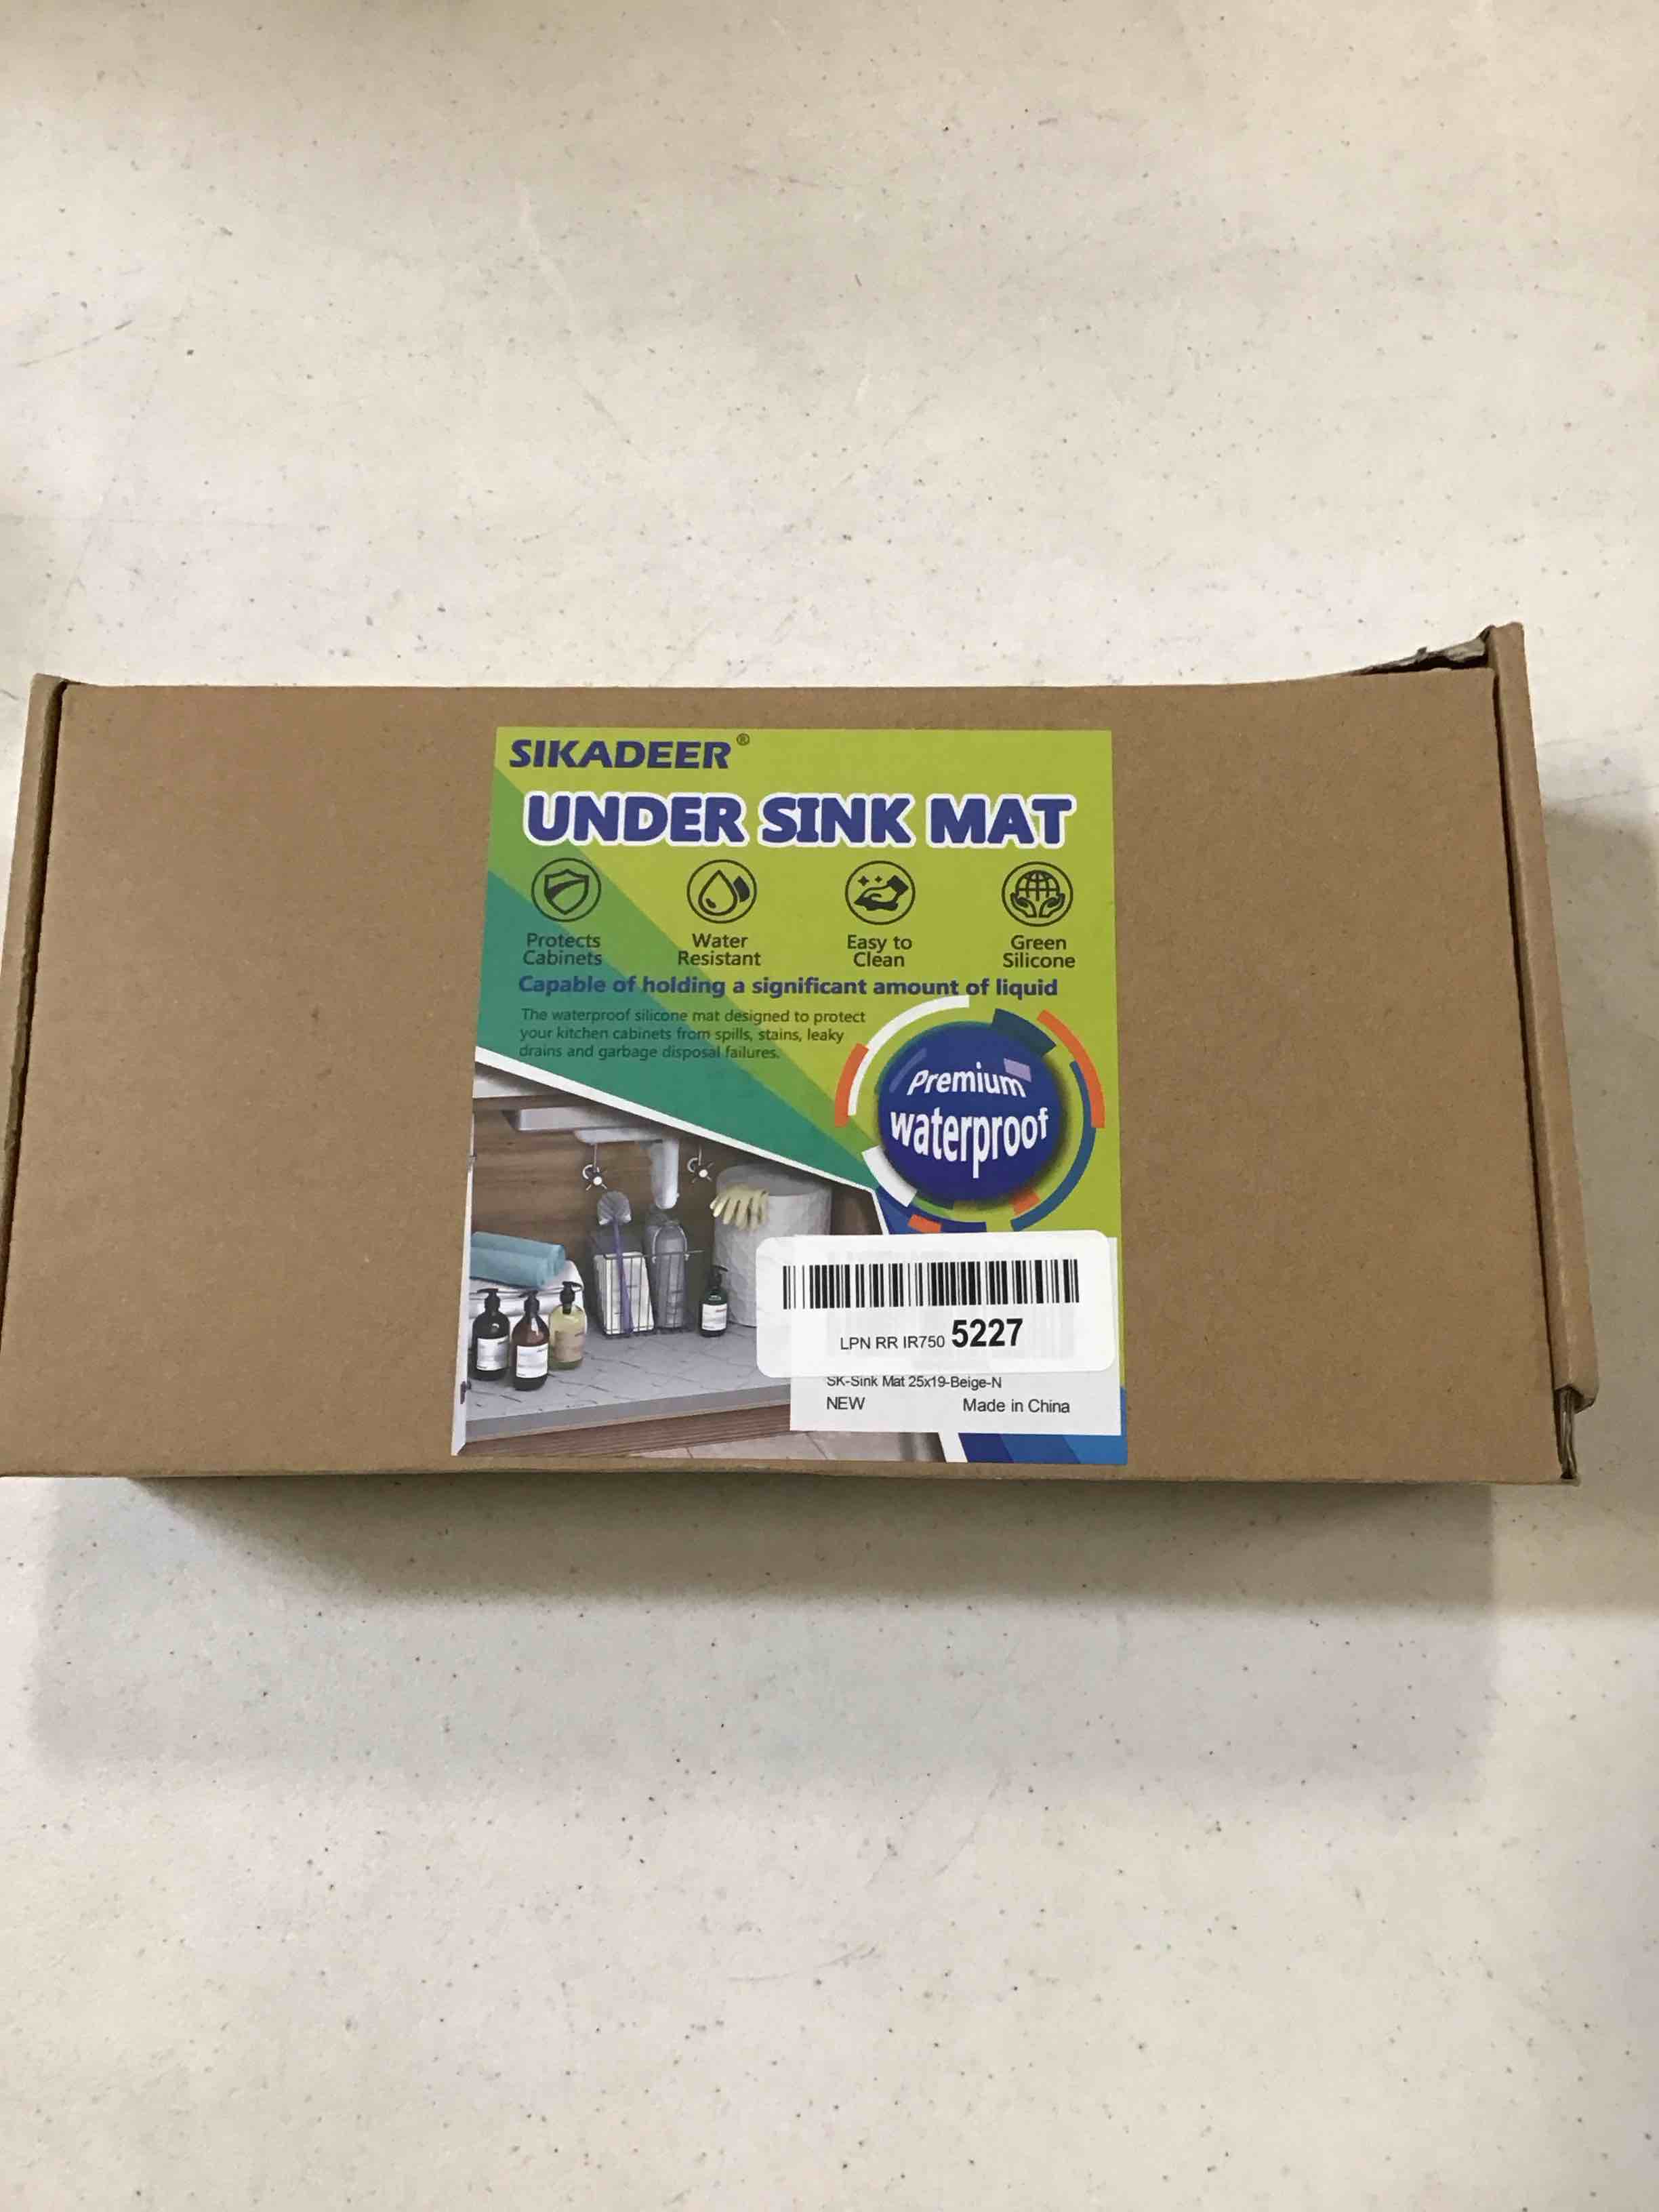 SIKADEER®
UNDER SINK MAT
Protects
Cabinets
Water
Resistant
Easy to
Clean
Green
Silicone
Capable of holding a significant amount of liquid
The waterproof silicone mat designed to protect
your kitchen cabinets from spills, stains, leaky
drains and garbage disposal failures.
Premium
waterproof
LPN RR IR750 5227
SK-Sink Mat 25x19-Beige-N
NEW Made in China